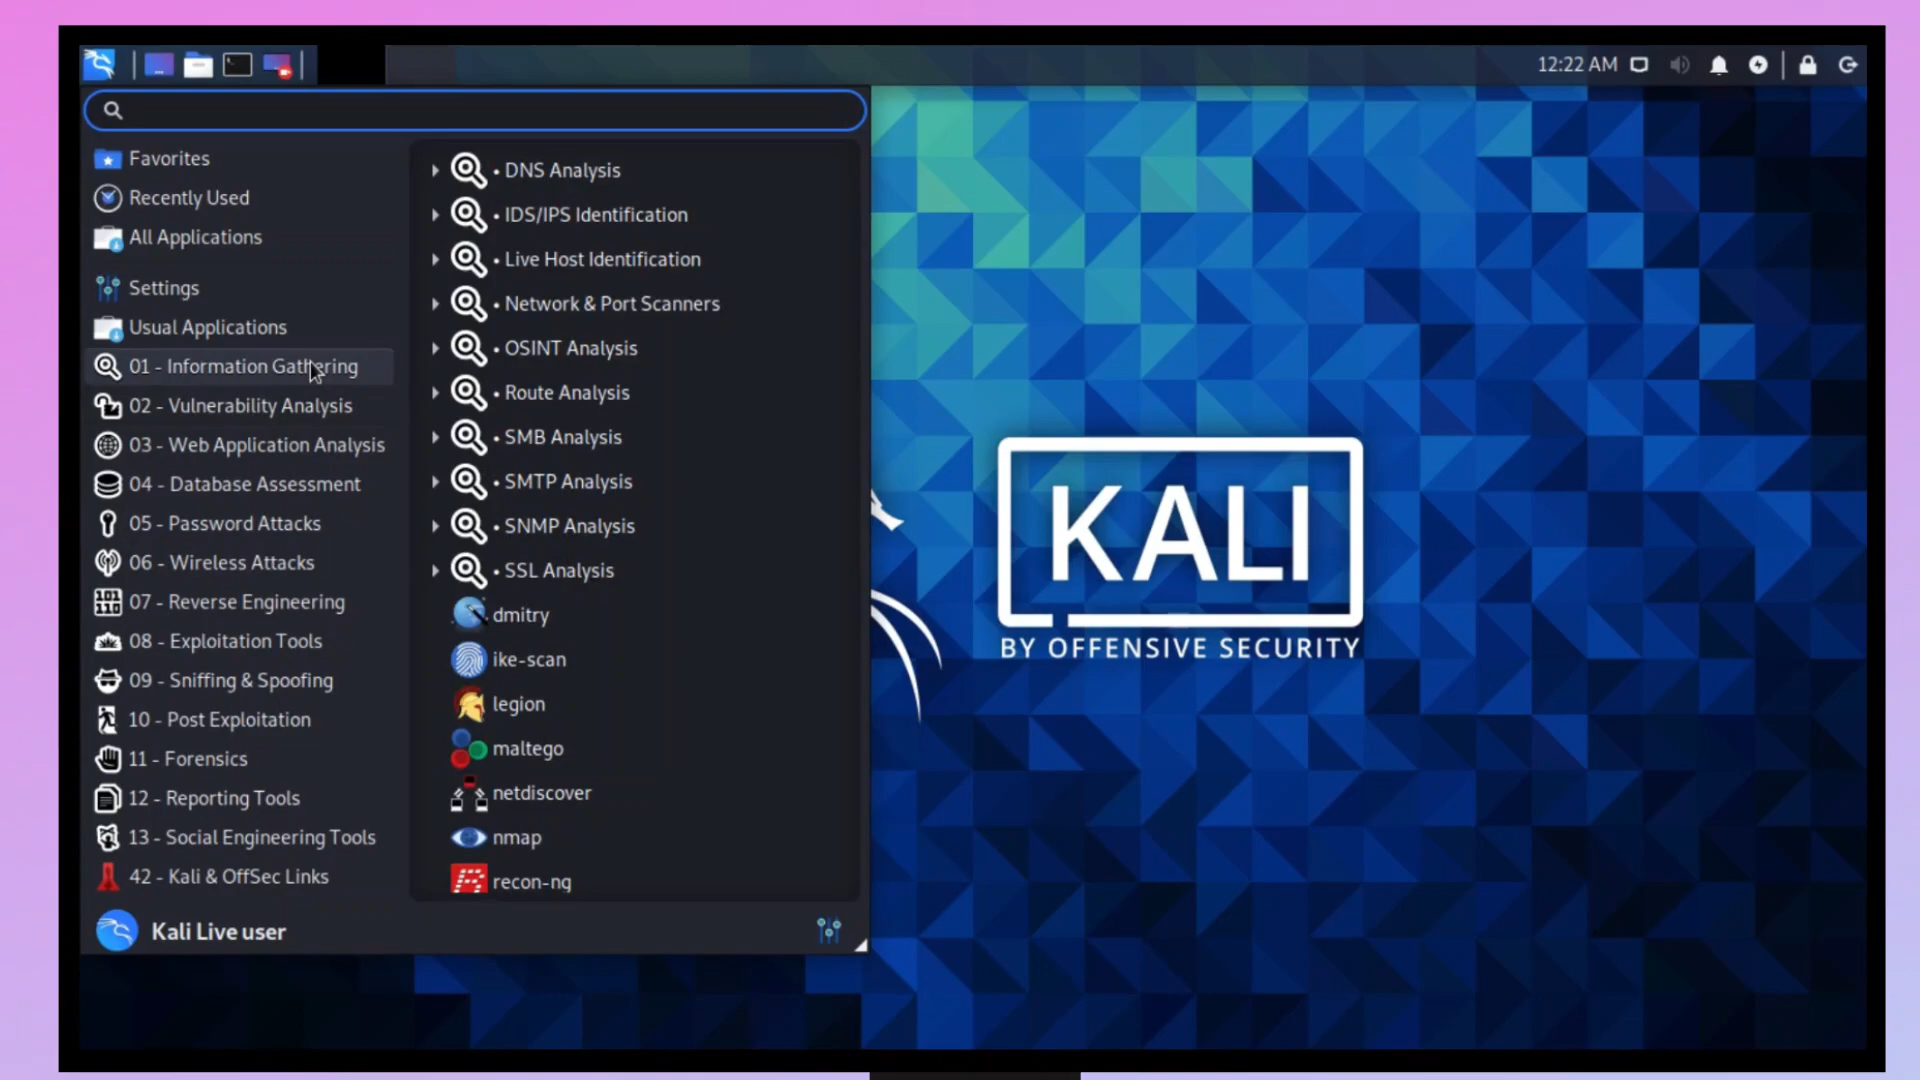 12:22 AM
Favorites
Recently Used
All Applications
Settings
Usual Applications
01 - Information Gathering
02 - Vulnerability Analysis
03 - Web Application Analysis
04 - Database Assessment
05 - Password Attacks
06 - Wireless Attacks
07 - Reverse Engineering
08 - Exploitation Tools
09 - Sniffing & Spoofing
10 - Post Exploitation
11 - Forensics
12 - Reporting Tools
13 - Social Engineering Tools
42 - Kali & OffSec Links
Kali Live user
• DNS Analysis
• IDS/IPS Identification
• Live Host Identification
• Network & Port Scanners
• OSINT Analysis
• Route Analysis
• SMB Analysis
• SMTP Analysis
• SNMP Analysis
• SSL Analysis
dmitry
ike-scan
legion
maltego
netdiscover
nmap
recon-ng
KALI
BY OFFENSIVE SECURITY